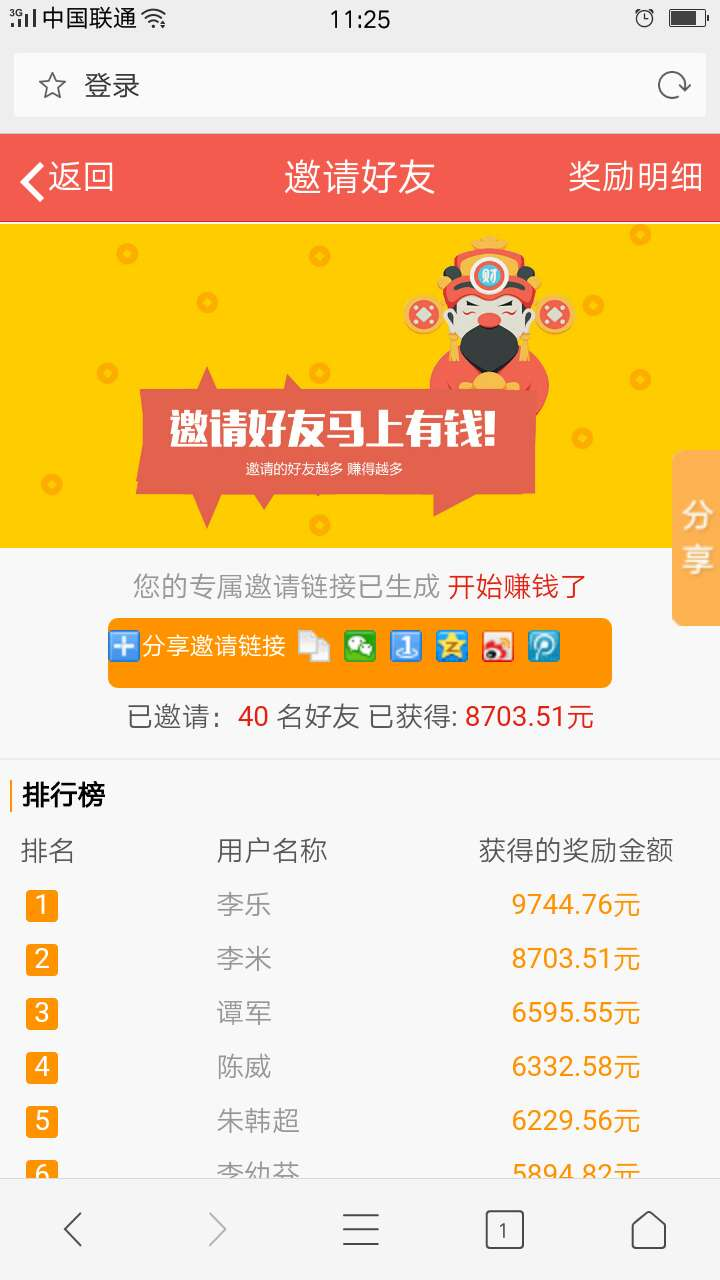 3G 中国联通 11:25
登录
返回 邀请好友 奖励明细
财
邀请好友马上有钱!
邀请的好友越多 赚得越多
分享
您的专属邀请链接已生成 开始赚钱了
分享邀请链接
已邀请：40 名好友 已获得: 8703.51元
排行榜
排名 用户名称 获得的奖励金额
1 李乐 9744.76元
2 李米 8703.51元
3 谭军 6595.55元
4 陈威 6332.58元
5 朱韩超 6229.56元
6 李幼芬 5894.82元
1